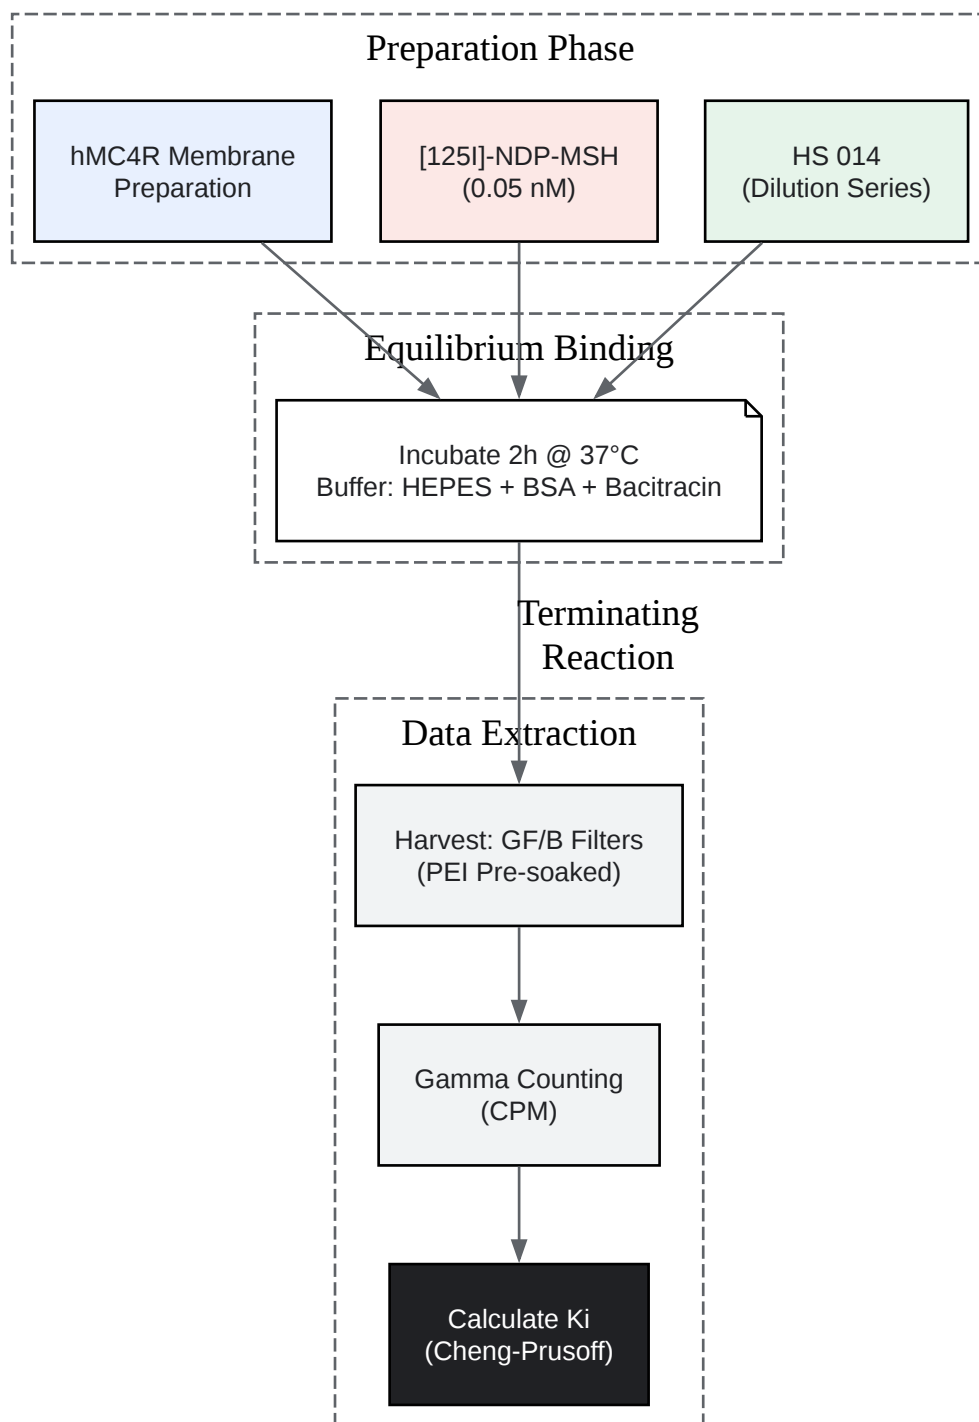 Preparation Phase
hMC4R Membrane
Preparation
[125I]-NDP-MSH
(0.05 nM)
HS 014
(Dilution Series)
Equilibrium Binding
Incubate 2h @ 37°C
Buffer: HEPES + BSA + Bacitracin
Terminating
Reaction
Data Extraction
Harvest: GF/B Filters
(PEI Pre-soaked)
Gamma Counting
(CPM)
Calculate Ki
(Cheng-Prusoff)